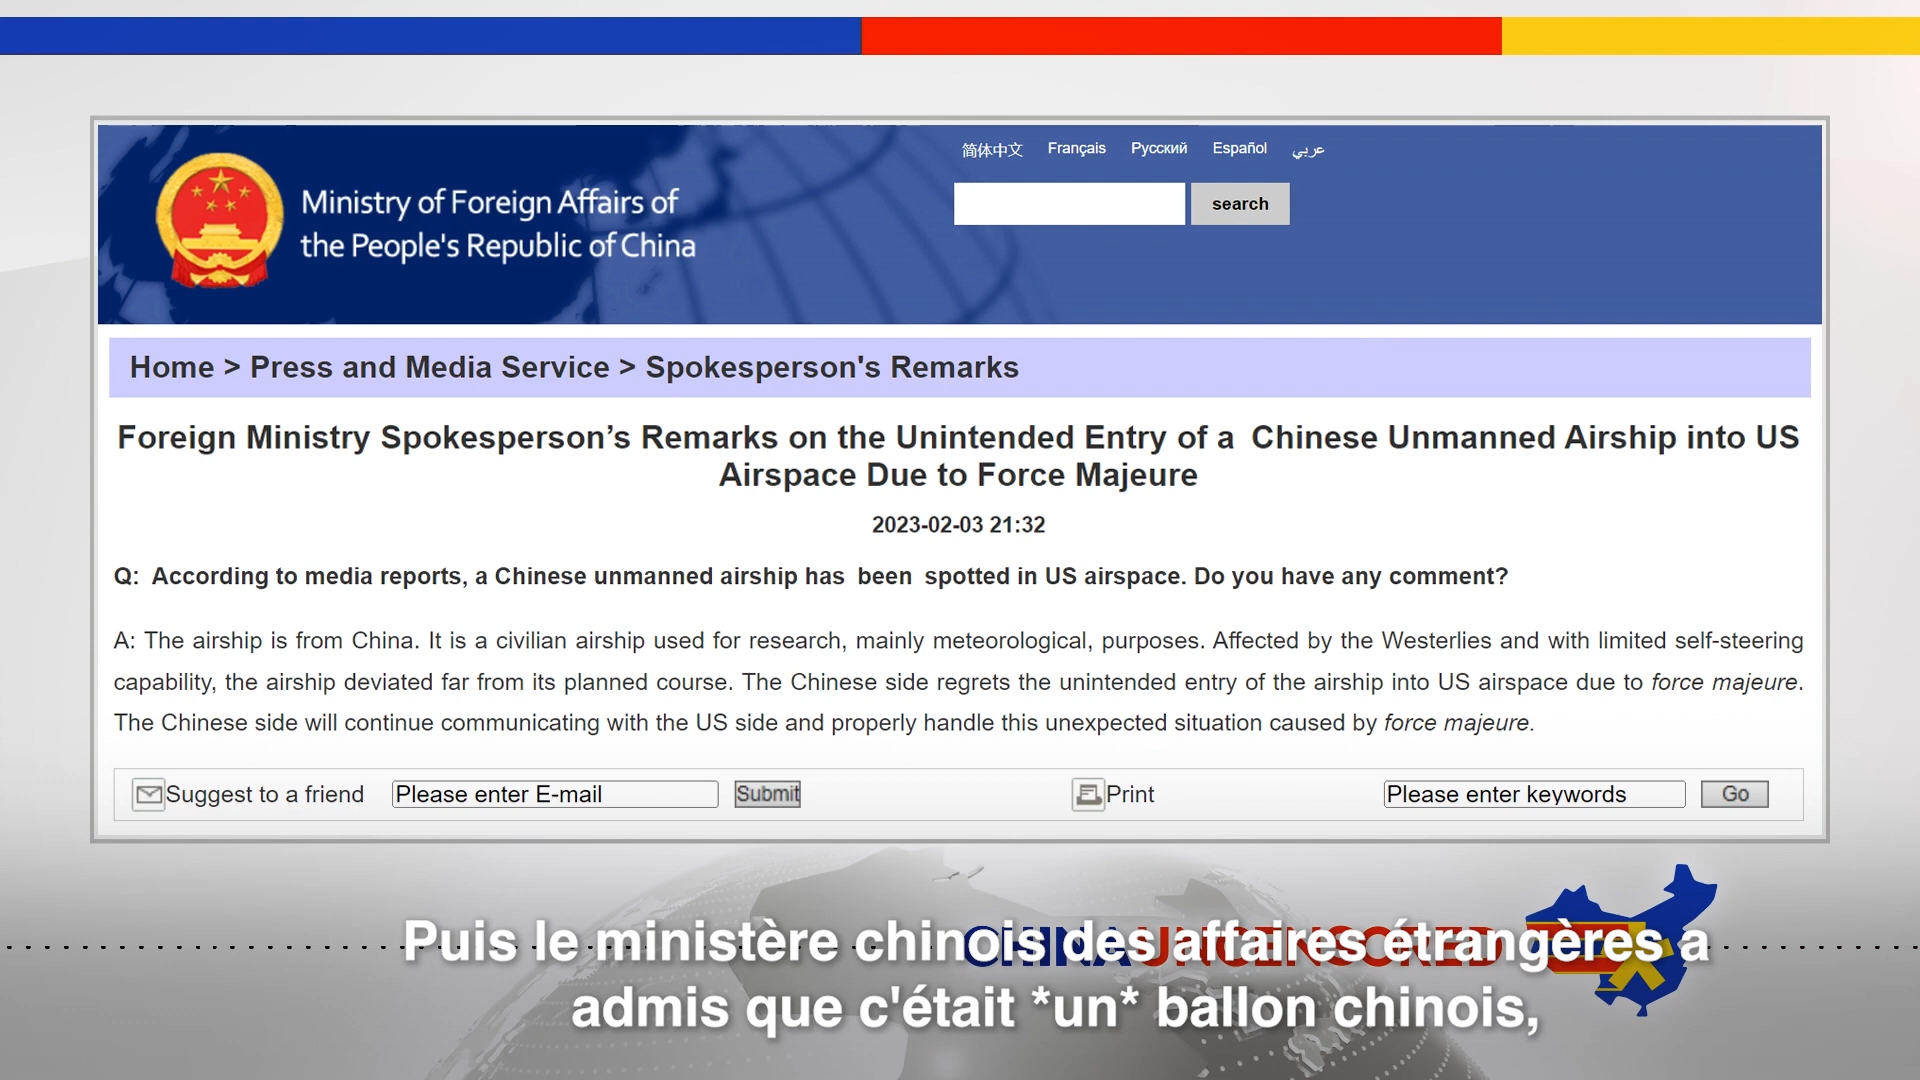 简体中文 Français Русский Español عربي
Ministry of Foreign Affairs of
the People's Republic of China
search
Home > Press and Media Service > Spokesperson's Remarks
Foreign Ministry Spokesperson’s Remarks on the Unintended Entry of a Chinese Unmanned Airship into US
Airspace Due to Force Majeure
2023-02-03 21:32
Q: According to media reports, a Chinese unmanned airship has been spotted in US airspace. Do you have any comment?
A: The airship is from China. It is a civilian airship used for research, mainly meteorological, purposes. Affected by the Westerlies and with limited self-steering
capability, the airship deviated far from its planned course. The Chinese side regrets the unintended entry of the airship into US airspace due to force majeure.
The Chinese side will continue communicating with the US side and properly handle this unexpected situation caused by force majeure.
Suggest to a friend Please enter E-mail Submit Print Please enter keywords Go
CHINA UNCENSORED
Puis le ministère chinois des affaires étrangères a
admis que c'était *un* ballon chinois,